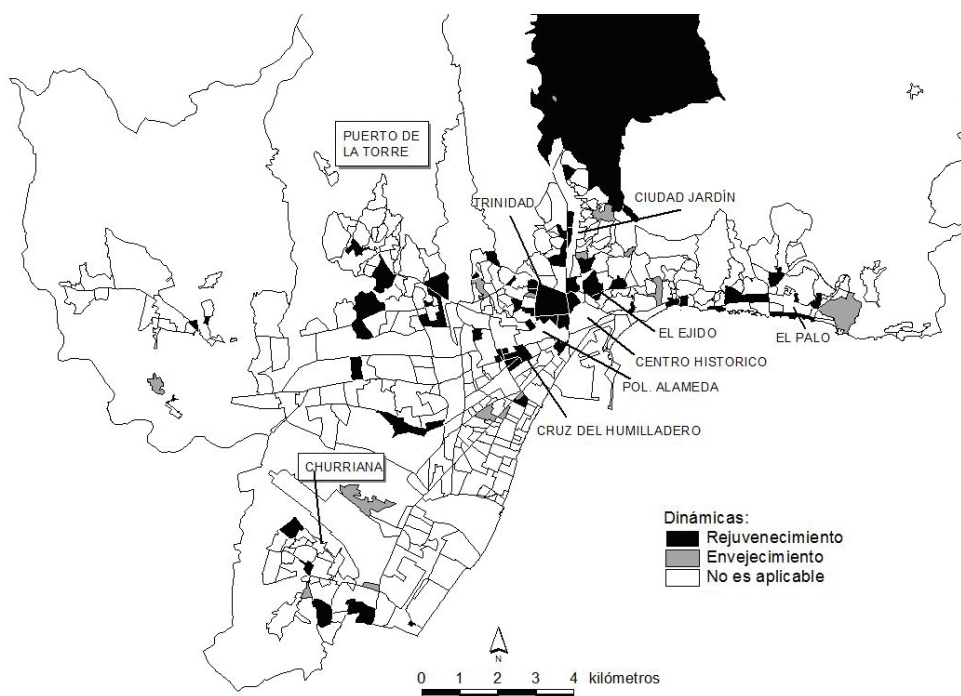 PUERTO DE
LA TORRE
TRINIDAD
CIUDAD JARDÍN
EL EJIDO
EL PALO
CENTRO HISTORICO
POL. ALAMEDA
CRUZ DEL HUMILLADERO
CHURRIANA
Dinámicas:
Rejuvenecimiento
Envejecimiento
No es aplicable
N
0 1 2 3 4 kilómetros